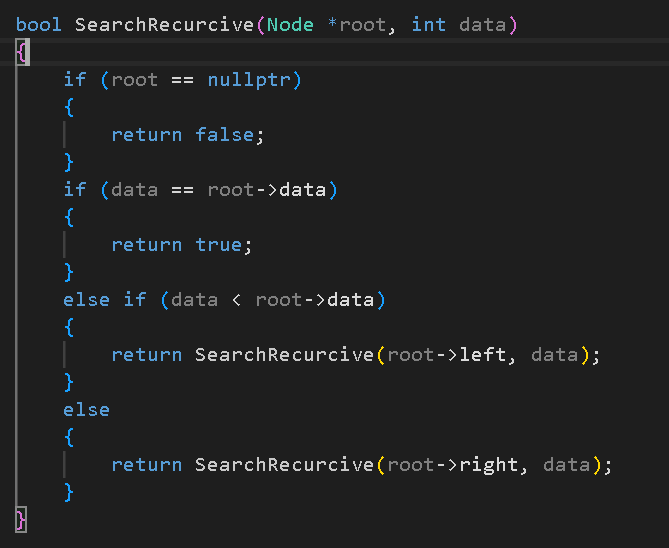 bool SearchRecurcive(Node *root, int data)
{
    if (root == nullptr)
    {
        return false;
    }
    if (data == root->data)
    {
        return true;
    }
    else if (data < root->data)
    {
        return SearchRecurcive(root->left, data);
    }
    else
    {
        return SearchRecurcive(root->right, data);
    }
}